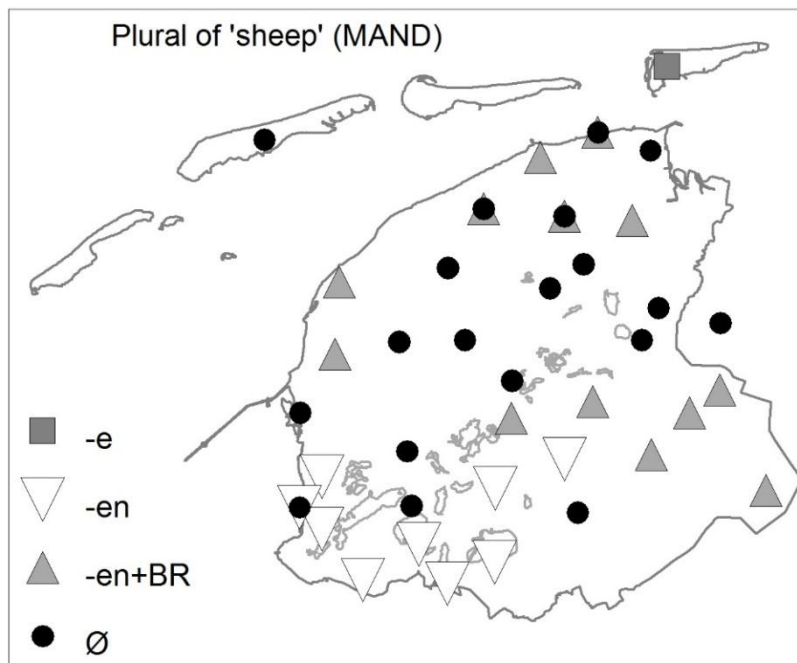 Plural of 'sheep' (MAND)
-e
-en
-en+BR
Ø